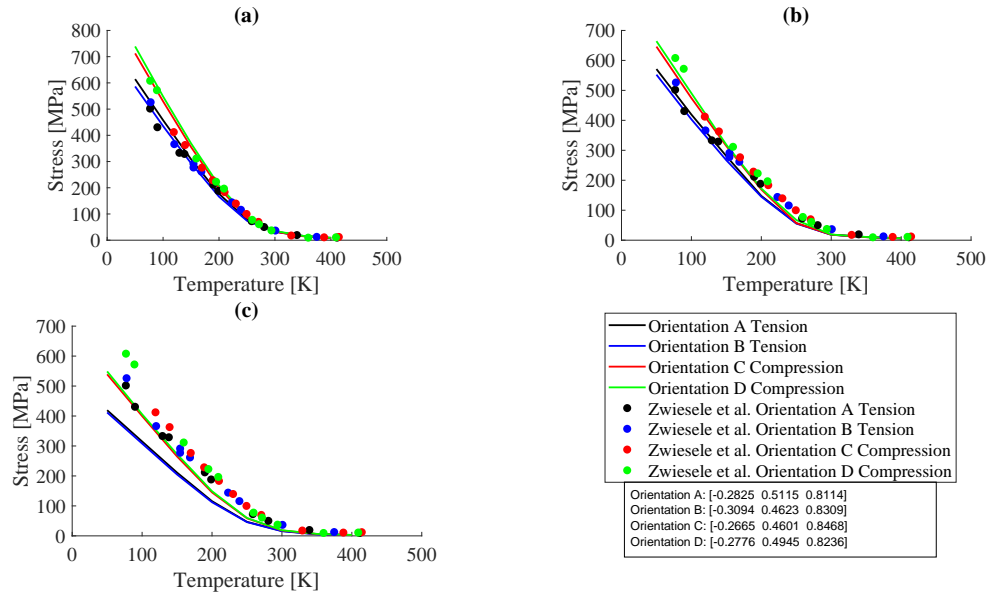 (a)
800
700
600
500
400
300
200
100
0
Stress [MPa]
0 100 200 300 400 500
Temperature [K]
(b)
700
600
500
400
300
200
100
0
Stress [MPa]
0 100 200 300 400 500
Temperature [K]
(c)
700
600
500
400
300
200
100
0
Stress [MPa]
0 100 200 300 400 500
Temperature [K]
Orientation A Tension
Orientation B Tension
Orientation C Compression
Orientation D Compression
Zwiesele et al. Orientation A Tension
Zwiesele et al. Orientation B Tension
Zwiesele et al. Orientation C Compression
Zwiesele et al. Orientation D Compression
Orientation A: [-0.2825 0.5115 0.8114]
Orientation B: [-0.3094 0.4623 0.8309]
Orientation C: [-0.2665 0.4601 0.8468]
Orientation D: [-0.2776 0.4945 0.8236]